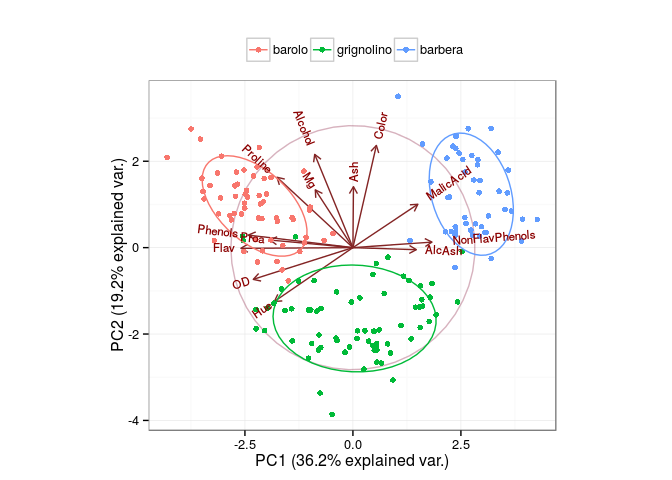 barolo grignolino barbera
PC2 (19.2% explained var.)
2
0
-2
-4
Alcohol
Color
Proline
Mg
Ash
MalicAcid
Phenols
Proa
NonFlavPhenols
Flav
AlcAsh
OD
Hue
-2.5 0.0 2.5
PC1 (36.2% explained var.)